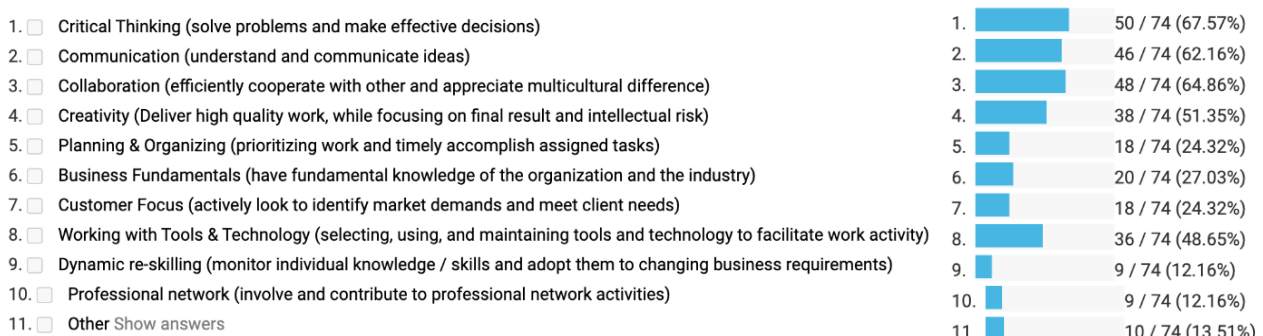 1. Critical Thinking (solve problems and make effective decisions) 1. 50 / 74 (67.57%)
2. Communication (understand and communicate ideas) 2. 46 / 74 (62.16%)
3. Collaboration (efficiently cooperate with other and appreciate multicultural difference) 3. 48 / 74 (64.86%)
4. Creativity (Deliver high quality work, while focusing on final result and intellectual risk) 4. 38 / 74 (51.35%)
5. Planning & Organizing (prioritizing work and timely accomplish assigned tasks) 5. 18 / 74 (24.32%)
6. Business Fundamentals (have fundamental knowledge of the organization and the industry) 6. 20 / 74 (27.03%)
7. Customer Focus (actively look to identify market demands and meet client needs) 7. 18 / 74 (24.32%)
8. Working with Tools & Technology (selecting, using, and maintaining tools and technology to facilitate work activity) 8. 36 / 74 (48.65%)
9. Dynamic re-skilling (monitor individual knowledge / skills and adopt them to changing business requirements) 9. 9 / 74 (12.16%)
10. Professional network (involve and contribute to professional network activities) 10. 9 / 74 (12.16%)
11. Other Show answers 11 10 / 74 (13.51%)